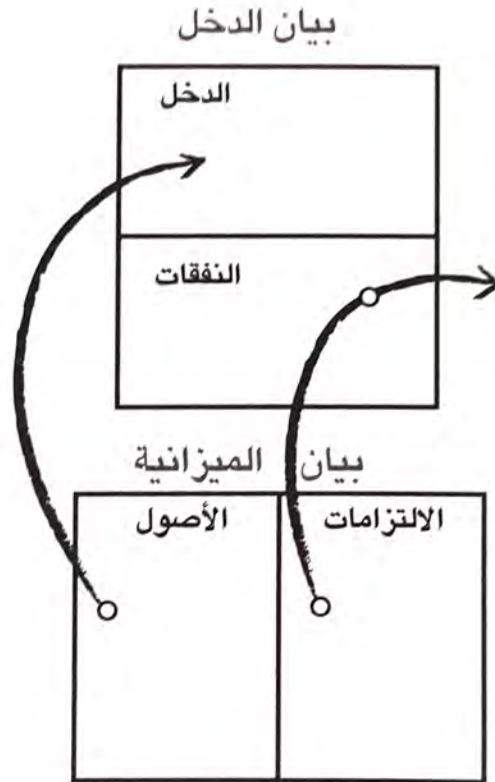 بيان الدخل
الدخل
النفقات
بيان الميزانية
الالتزامات
الأصول